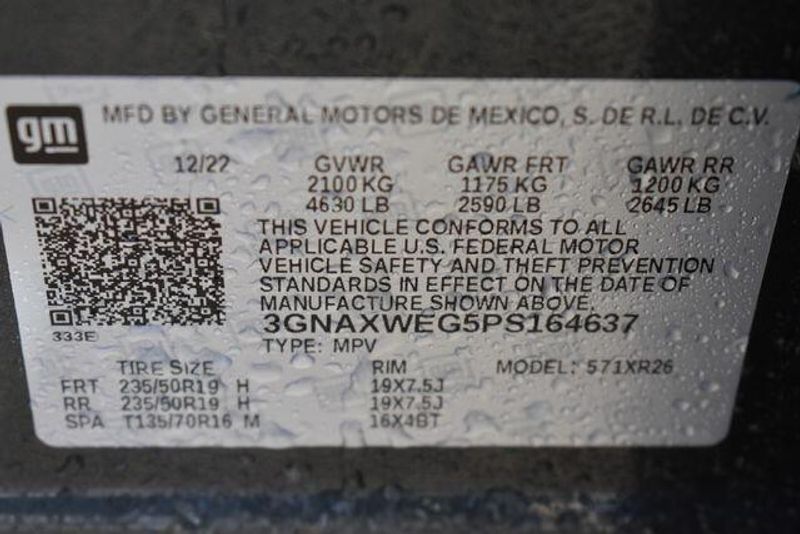 gm
MFD BY GENERAL MOTORS DE MEXICO, S. DE R.L. DE C.V.
12/22 GVWR GAWR FRT GAWR RR
2100 KG 1175 KG 1200 KG
4630 LB 2590 LB 2645 LB
THIS VEHICLE CONFORMS TO ALL
APPLICABLE U.S. FEDERAL MOTOR
VEHICLE SAFETY AND THEFT PREVENTION
STANDARDS IN EFFECT ON THE DATE OF
MANUFACTURE SHOWN ABOVE.
3GNAXWEG5PS164637
333E
TYPE: MPV
TIRE SIZE RIM MODEL: 571XR26
FRT 235/50R19 H 19X7.5J
RR 235/50R19 H 19X7.5J
SPA T135/70R16 M 16X4BT